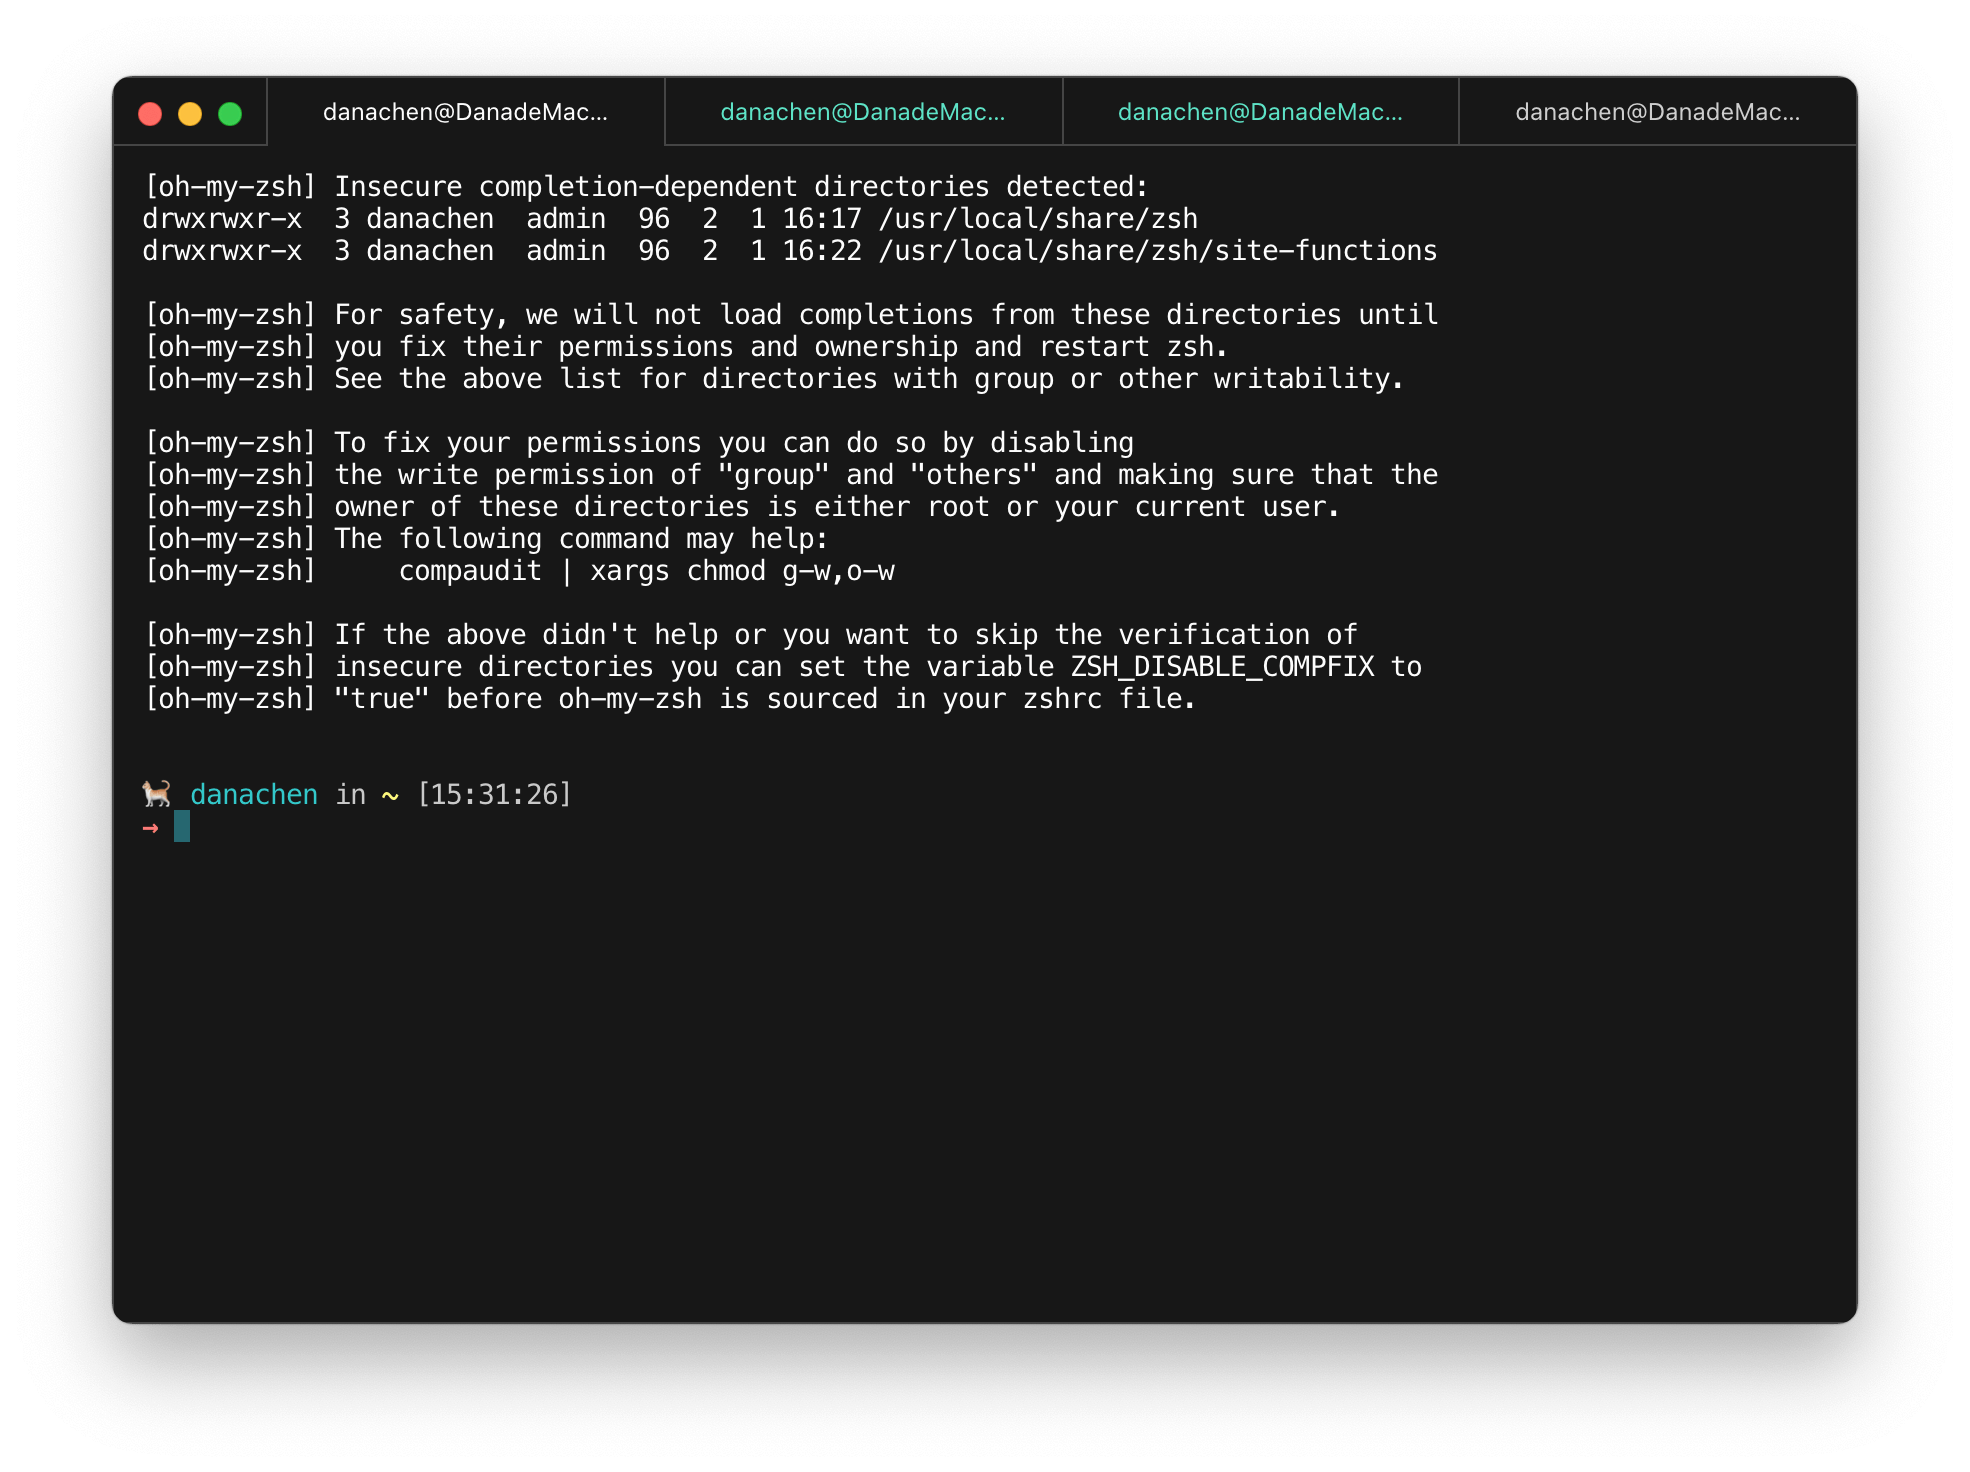 danachen@DanadeMac... danachen@DanadeMac... danachen@DanadeMac... danachen@DanadeMac...
[oh-my-zsh] Insecure completion-dependent directories detected:
drwxrwxr-x  3 danachen  admin  96  2  1 16:17 /usr/local/share/zsh
drwxrwxr-x  3 danachen  admin  96  2  1 16:22 /usr/local/share/zsh/site-functions
[oh-my-zsh] For safety, we will not load completions from these directories until
[oh-my-zsh] you fix their permissions and ownership and restart zsh.
[oh-my-zsh] See the above list for directories with group or other writability.
[oh-my-zsh] To fix your permissions you can do so by disabling
[oh-my-zsh] the write permission of "group" and "others" and making sure that the
[oh-my-zsh] owner of these directories is either root or your current user.
[oh-my-zsh] The following command may help:
[oh-my-zsh]     compaudit | xargs chmod g-w,o-w
[oh-my-zsh] If the above didn't help or you want to skip the verification of
[oh-my-zsh] insecure directories you can set the variable ZSH_DISABLE_COMPFIX to
[oh-my-zsh] "true" before oh-my-zsh is sourced in your zshrc file.
🐈 danachen in ~ [15:31:26]
→